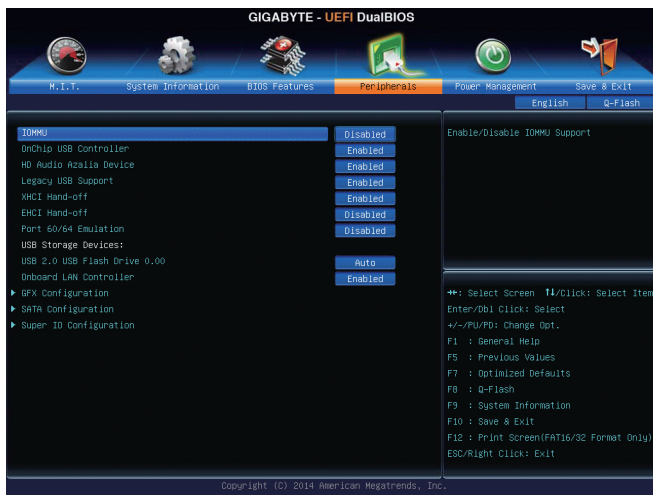 GIGABYTE - UEFI DualBIOS
M.I.T. System Information BIOS Features Peripherals Power Management Save & Exit
English Q-Flash
IOMMU Disabled
OnChip USB Controller Enabled
HD Audio Azalia Device Enabled
Legacy USB Support Enabled
XHCI Hand-off Enabled
EHCI Hand-off Disabled
Port 60/64 Emulation Disabled
USB Storage Devices:
USB 2.0 USB Flash Drive 0.00 Auto
Onboard LAN Controller Enabled
GFX Configuration
SATA Configuration
Super IO Configuration
Enable/Disable IOMMU Support
→←: Select Screen ↑↓/Click: Select Item
Enter/Dbl Click: Select
+/-/PU/PD: Change Opt.
F1 : General Help
F5 : Previous Values
F7 : Optimized Defaults
F8 : Q-Flash
F9 : System Information
F10 : Save & Exit
F12 : Print Screen(FAT16/32 Format Only)
ESC/Right Click: Exit
Copyright (C) 2014 American Megatrends, Inc.